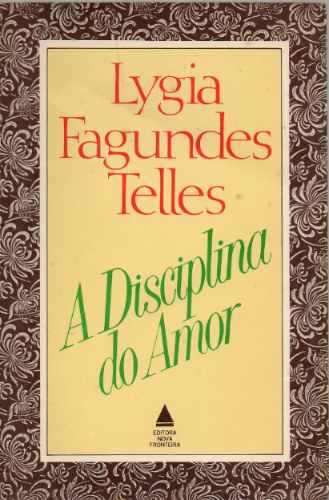 Lygia
Fagundes
Telles
A Disciplina
do Amor
EDITORA
NOVA
FRONTEIRA